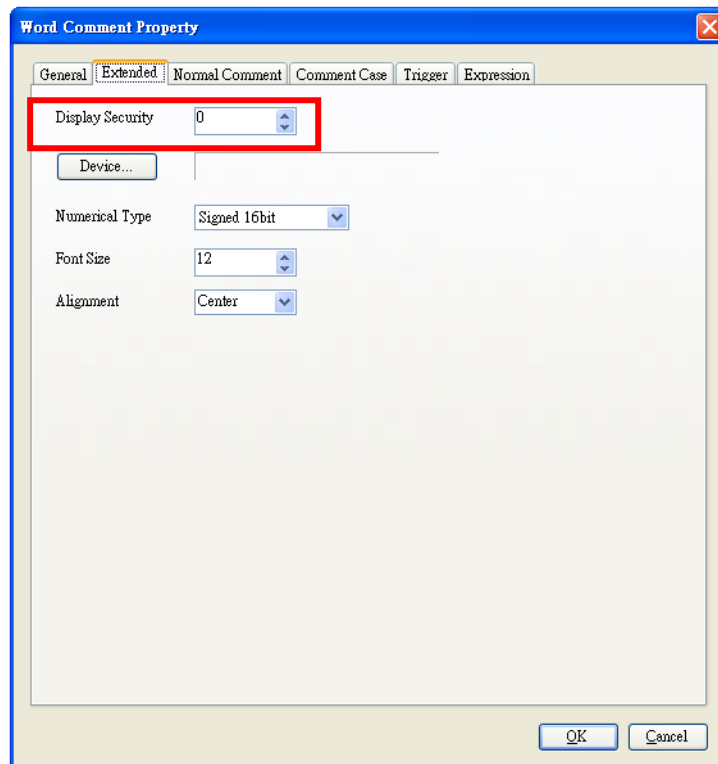 Word Comment Property
General Extended Normal Comment Comment Case Trigger Expression
Display Security 0
Device...
Numerical Type Signed 16bit
Font Size 12
Alignment Center
OK Cancel